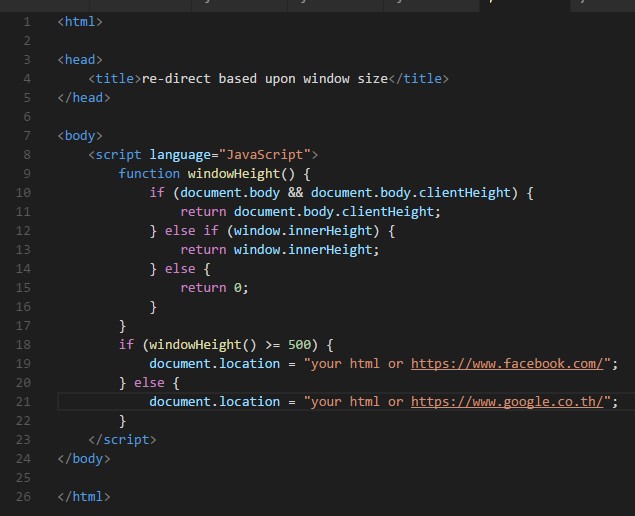 1 <html>
2
3 <head>
4     <title>re-direct based upon window size</title>
5 </head>
6
7 <body>
8     <script language="JavaScript">
9         function windowHeight() {
10             if (document.body && document.body.clientHeight) {
11                 return document.body.clientHeight;
12             } else if (window.innerHeight) {
13                 return window.innerHeight;
14             } else {
15                 return 0;
16             }
17         }
18         if (windowHeight() >= 500) {
19             document.location = "your html or https://www.facebook.com/";
20         } else {
21             document.location = "your html or https://www.google.co.th/";
22         }
23     </script>
24 </body>
25
26 </html>